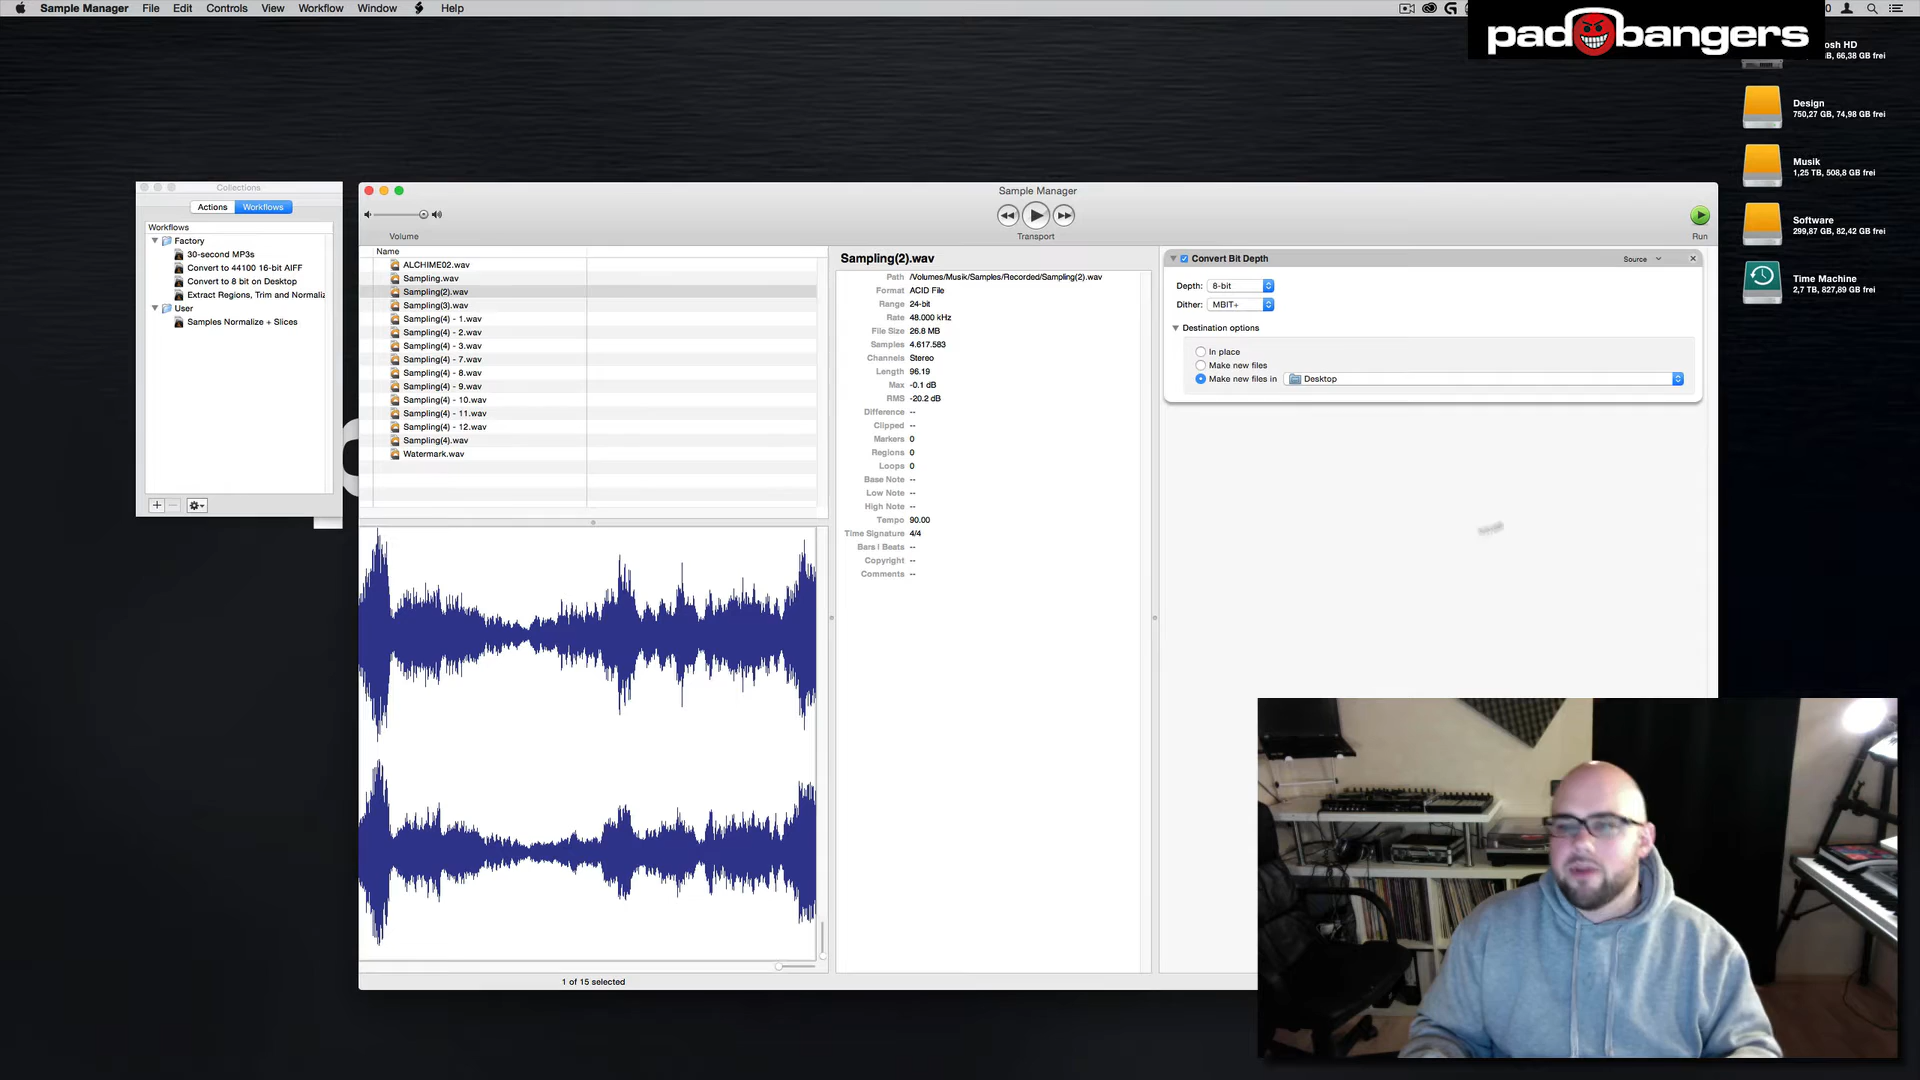 Sample Manager File Edit Controls View Workflow Window Help
pad bangers
osh HD
66,38 GB frei
Design
750,27 GB, 74,98 GB frei
Musik
1,25 TB, 508,8 GB frei
Software
299,87 GB, 82,42 GB frei
Time Machine
2,7 TB, 827,89 GB frei
Collections
Actions Workflows
Workflows
Factory
30-second MP3s
Convert to 44100 16-bit AIFF
Convert to 8 bit on Desktop
Extract Regions, Trim and Normaliz
User
Samples Normalize + Slices
Sample Manager
Volume
Transport
Run
Name
ALCHIME02.wav
Sampling.wav
Sampling(2).wav
Sampling(3).wav
Sampling(4) - 1.wav
Sampling(4) - 2.wav
Sampling(4) - 3.wav
Sampling(4) - 7.wav
Sampling(4) - 8.wav
Sampling(4) - 9.wav
Sampling(4) - 10.wav
Sampling(4) - 11.wav
Sampling(4) - 12.wav
Sampling(4).wav
Watermark.wav
1 of 15 selected
Sampling(2).wav
Path /Volumes/Musik/Samples/Recorded/Sampling(2).wav
Format ACID File
Range 24-bit
Rate 48.000 kHz
File Size 26.8 MB
Samples 4.617.583
Channels Stereo
Length 96.19
Max -0.1 dB
RMS -20.2 dB
Difference --
Clipped --
Markers 0
Regions 0
Loops 0
Base Note --
Low Note --
High Note --
Tempo 90.00
Time Signature 4/4
Bars | Beats --
Copyright --
Comments --
Convert Bit Depth Source
Depth: 8-bit
Dither: MBIT+
Destination options
In place
Make new files
Make new files in Desktop